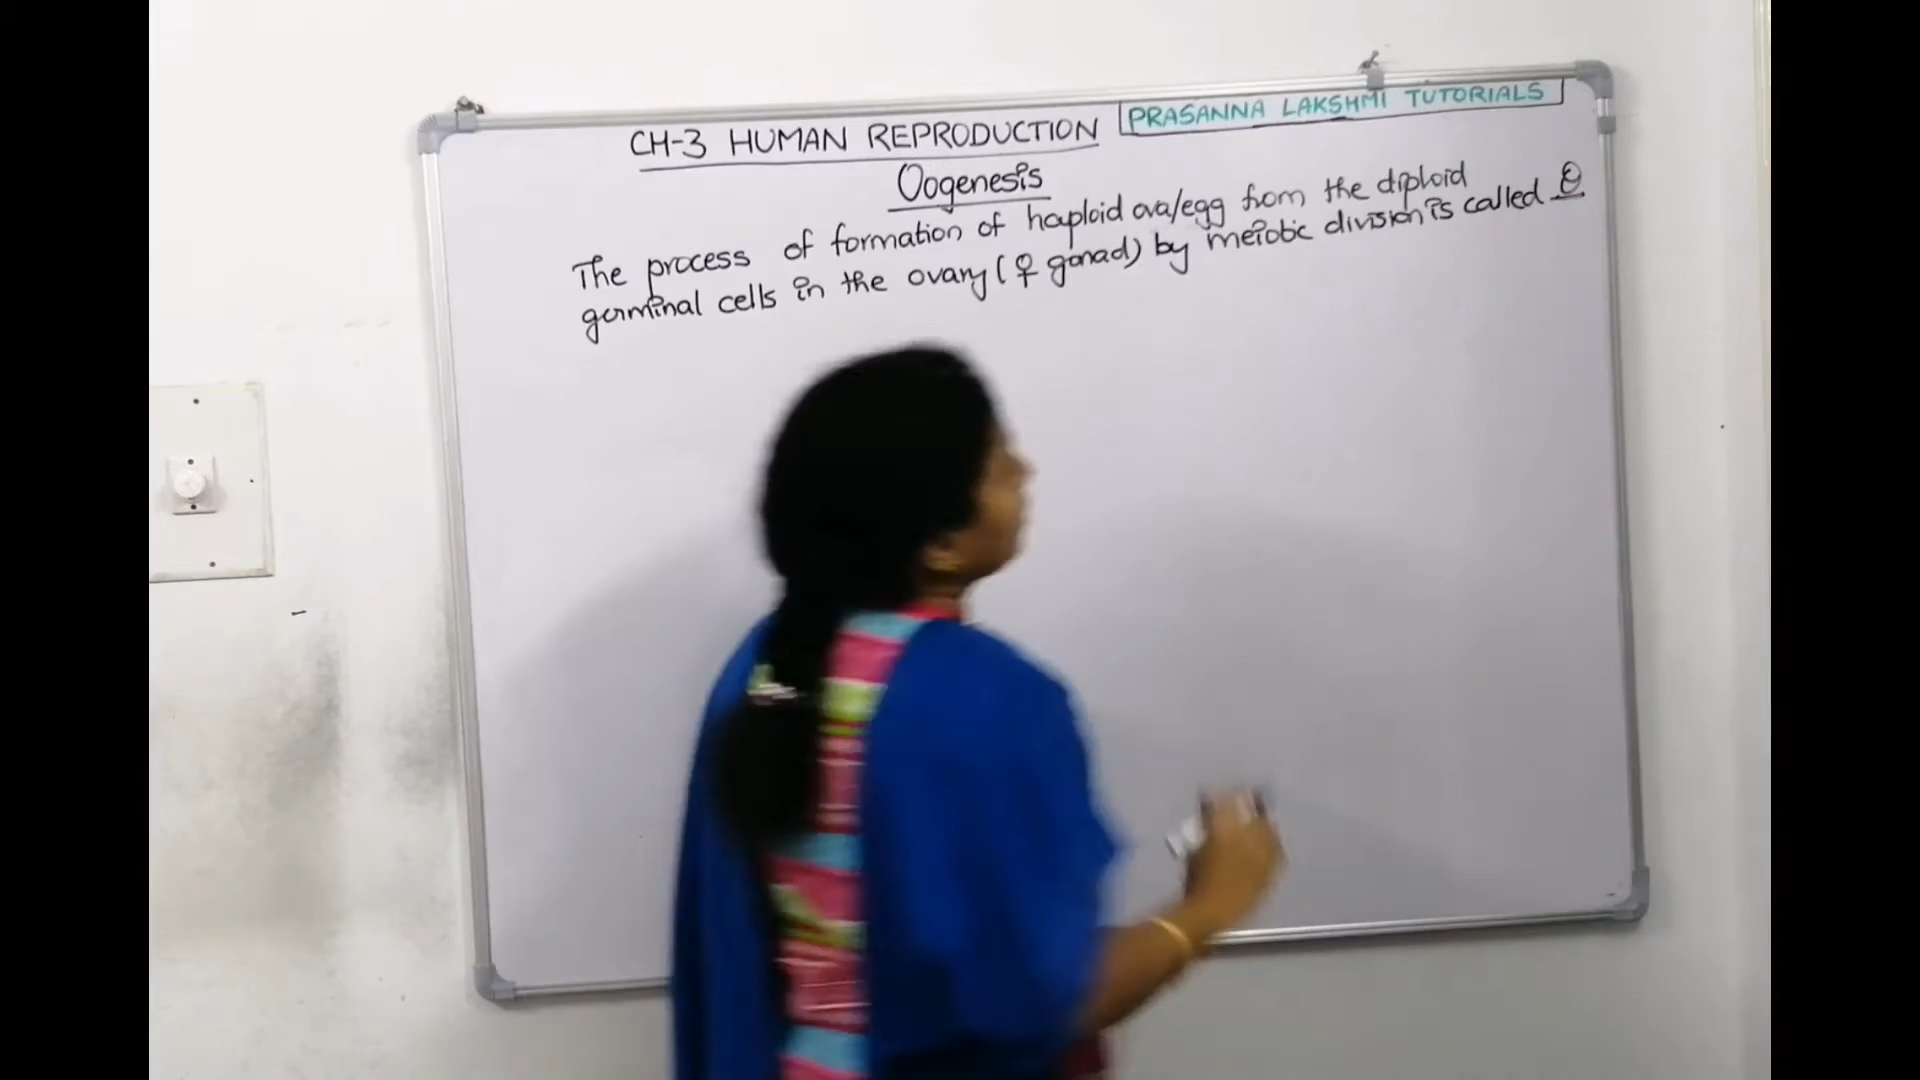 CH-3 HUMAN REPRODUCTION
PRASANNA LAKSHMI TUTORIALS
Oogenesis
The process of formation of haploid ova/egg from the diploid
germinal cells in the ovary (♀ gonad) by meiotic division is called O